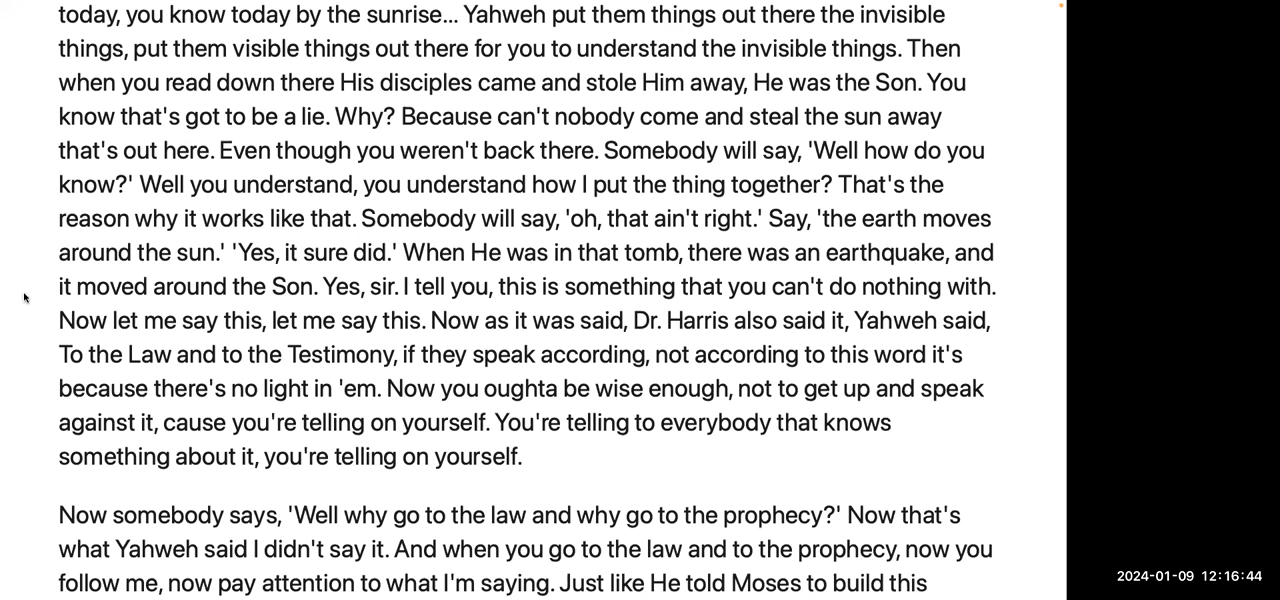 today, you know today by the sunrise... Yahweh put them things out there the invisible
things, put them visible things out there for you to understand the invisible things. Then
when you read down there His disciples came and stole Him away, He was the Son. You
know that's got to be a lie. Why? Because can't nobody come and steal the sun away
that's out here. Even though you weren't back there. Somebody will say, 'Well how do you
know?' Well you understand, you understand how I put the thing together? That's the
reason why it works like that. Somebody will say, 'oh, that ain't right.' Say, 'the earth moves
around the sun.' 'Yes, it sure did.' When He was in that tomb, there was an earthquake, and
it moved around the Son. Yes, sir. I tell you, this is something that you can't do nothing with.
Now let me say this, let me say this. Now as it was said, Dr. Harris also said it, Yahweh said,
To the Law and to the Testimony, if they speak according, not according to this word it's
because there's no light in 'em. Now you oughta be wise enough, not to get up and speak
against it, cause you're telling on yourself. You're telling to everybody that knows
something about it, you're telling on yourself.
Now somebody says, 'Well why go to the law and why go to the prophecy?' Now that's
what Yahweh said I didn't say it. And when you go to the law and to the prophecy, now you
follow me, now pay attention to what I'm saying. Just like He told Moses to build this
2024-01-09 12:16:44